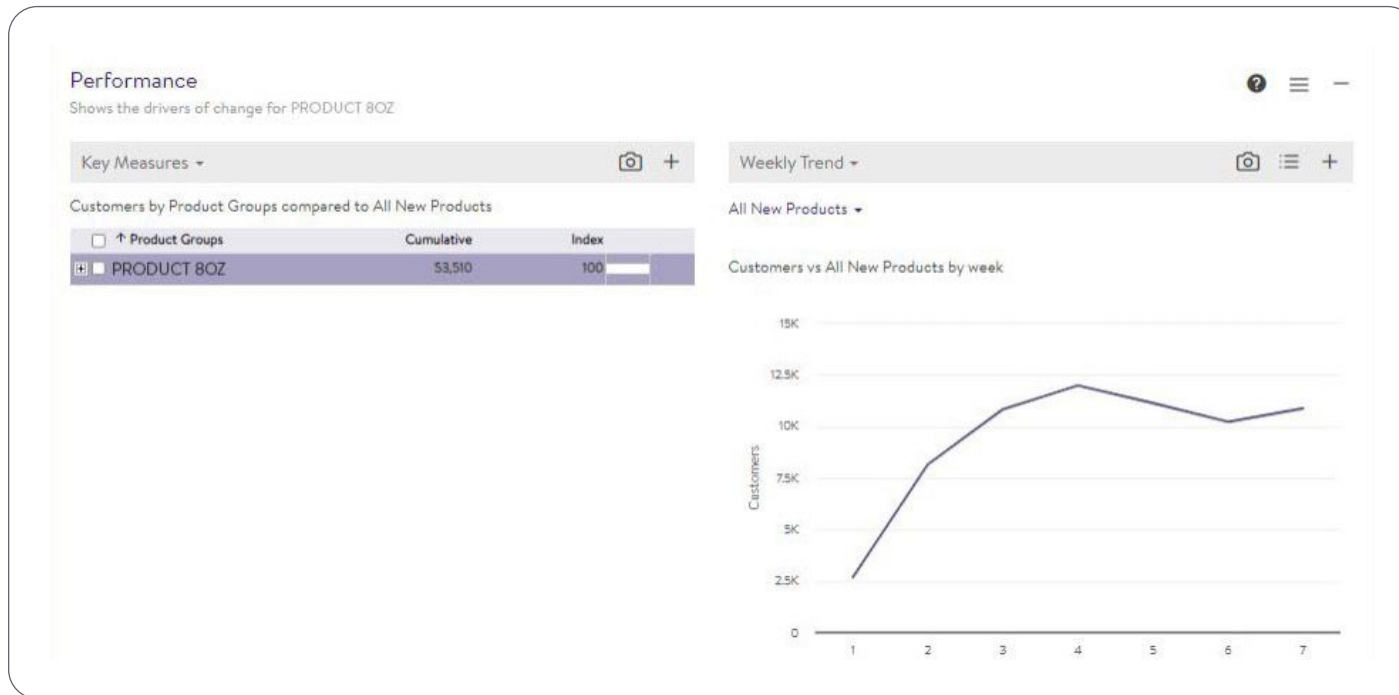 Performance
Shows the drivers of change for PRODUCT 8OZ
Key Measures
Customers by Product Groups compared to All New Products
↑ Product Groups Cumulative Index
PRODUCT 8OZ 53,510 100
Weekly Trend
All New Products
Customers vs All New Products by week
15K
12.5K
10K
7.5K
5K
2.5K
0
Customers
1 2 3 4 5 6 7